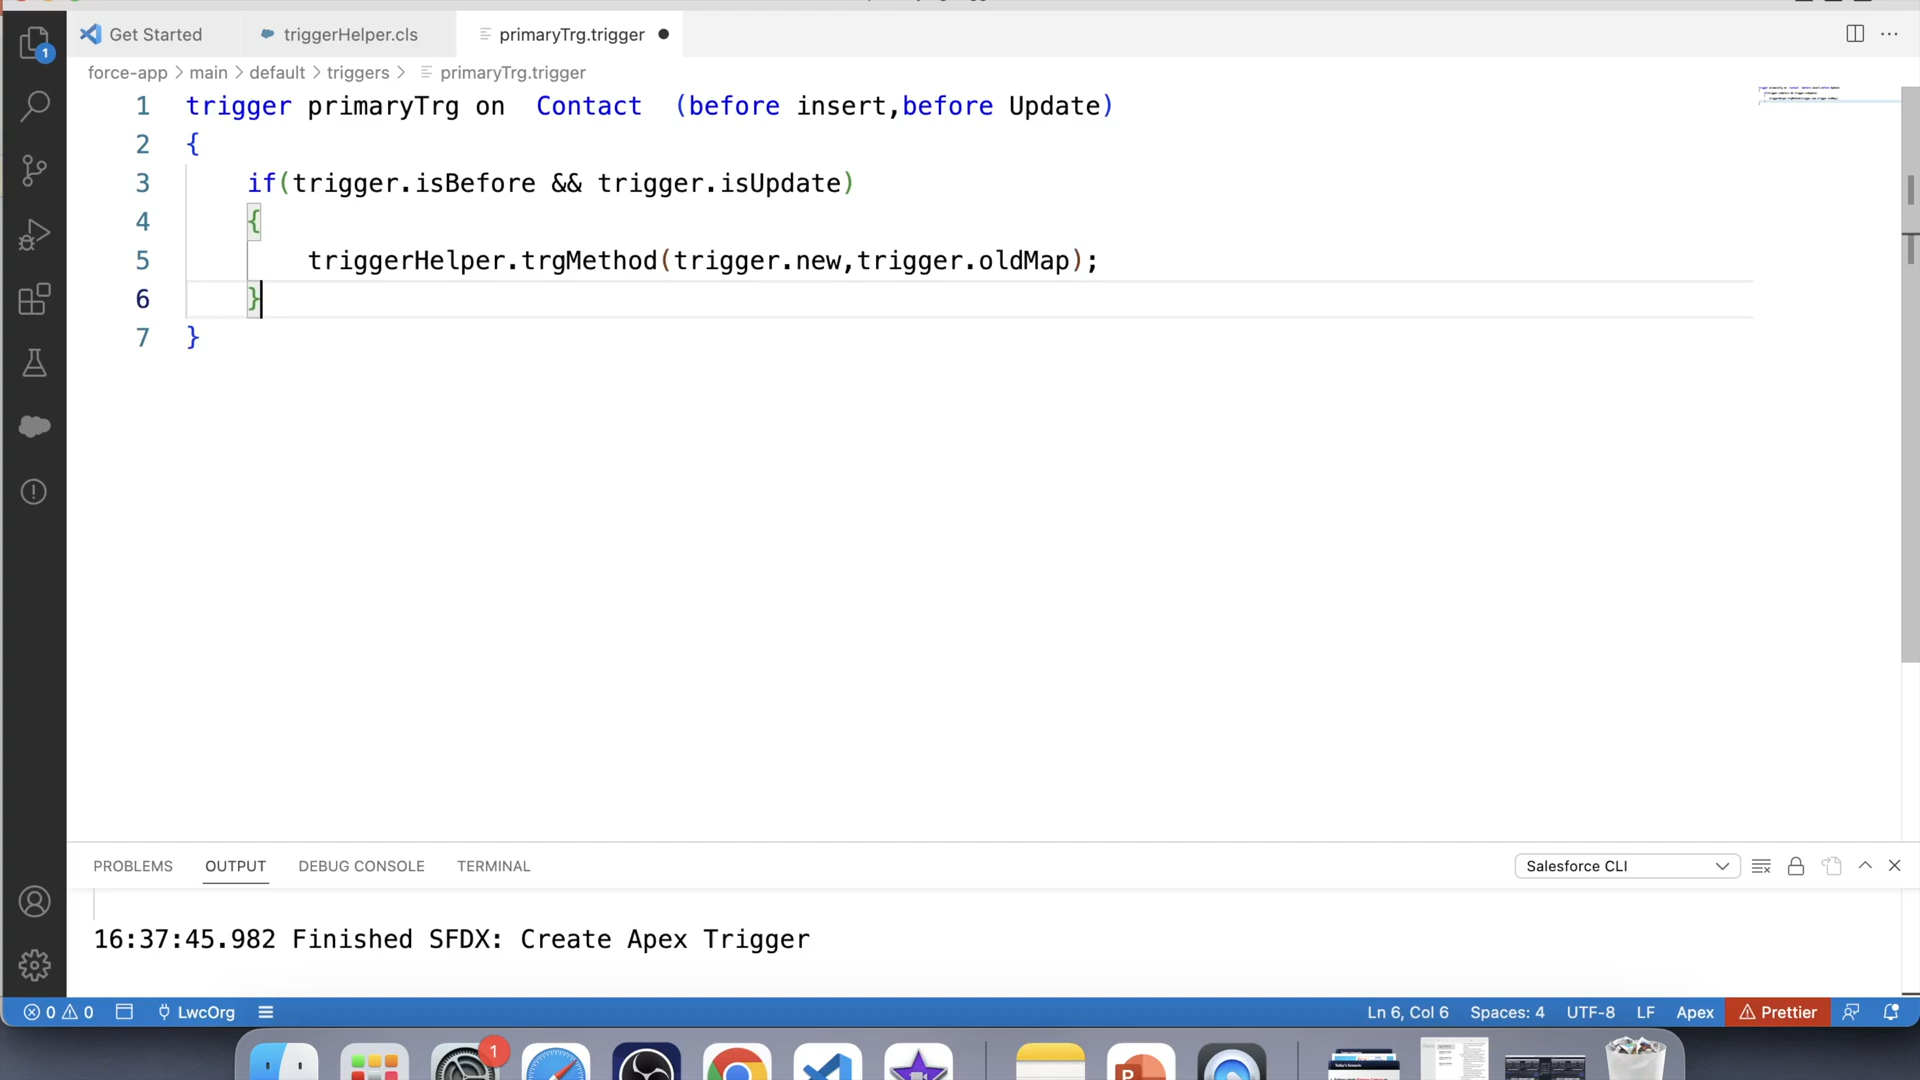 Get Started
triggerHelper.cls
primaryTrg.trigger
force-app > main > default > triggers > primaryTrg.trigger
1 trigger primaryTrg on  Contact  (before insert,before Update)
2 {
3 if(trigger.isBefore && trigger.isUpdate)
4 {
5 triggerHelper.trgMethod(trigger.new,trigger.oldMap);
6 }
7 }
PROBLEMS OUTPUT DEBUG CONSOLE TERMINAL
Salesforce CLI
16:37:45.982 Finished SFDX: Create Apex Trigger
0 0 LwcOrg
Ln 6, Col 6 Spaces: 4 UTF-8 LF Apex Prettier
1
1
P